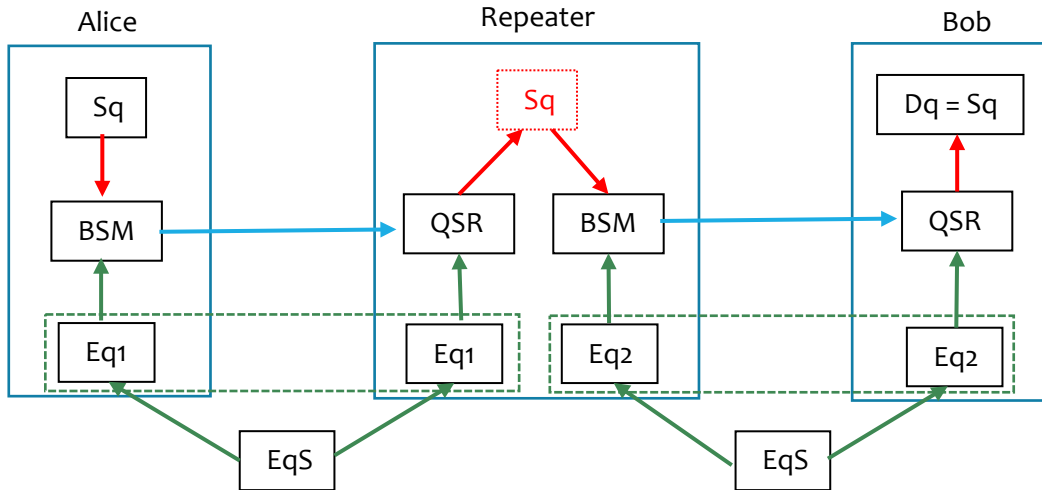 Alice
Repeater
Bob
Sq
Sq
Dq = Sq
BSM
QSR
BSM
QSR
Eq1
Eq1
Eq2
Eq2
EqS
EqS